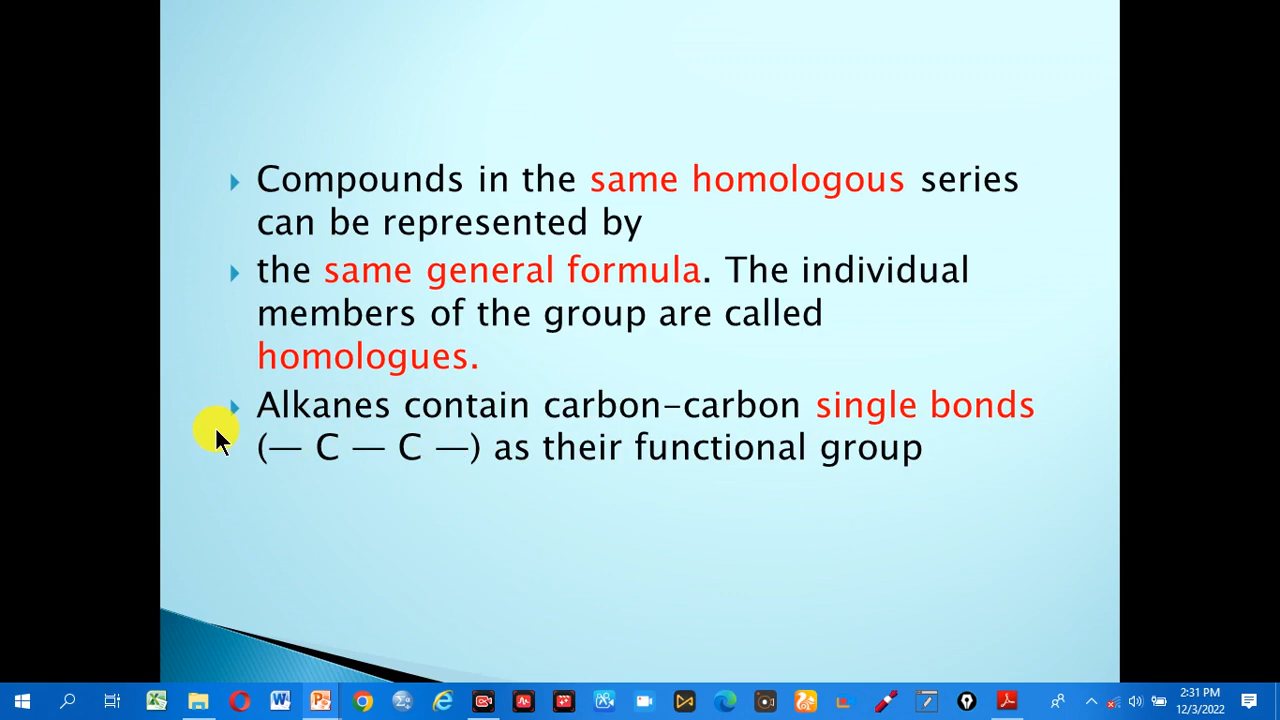 Compounds in the same homologous series
can be represented by
the same general formula. The individual
members of the group are called
homologues.
Alkanes contain carbon-carbon single bonds
(— C — C —) as their functional group
2:31 PM
12/3/2022